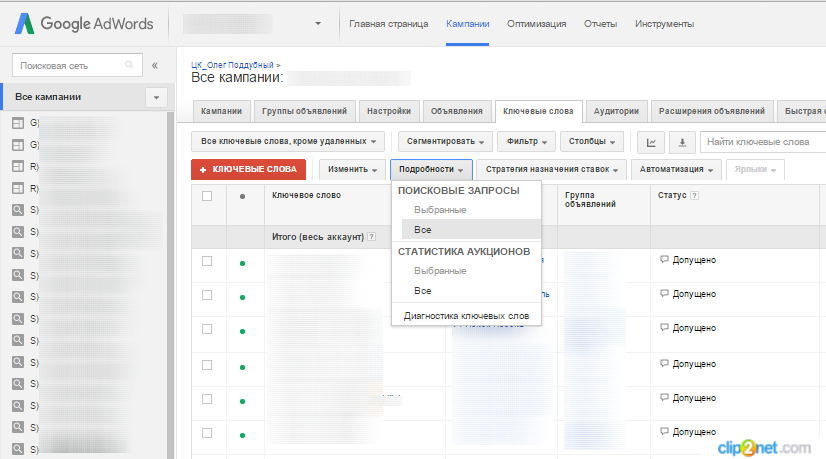 Google AdWords
Главная страница Кампании Оптимизация Отчеты Инструменты
Поисковая сеть «
ЦК_Олег Поддубный >
Все кампании:
Все кампании
Кампании Группы объявлений Настройки Объявления Ключевые слова Аудитории Расширения объявлений Быстрая с
Все ключевые слова, кроме удаленных Сегментировать Фильтр Столбцы Найти ключевые слова
+ КЛЮЧЕВЫЕ СЛОВА Изменить Подробности Стратегия назначения ставок Автоматизация Ярлыки
Ключевое слово
Группа объявлений
Статус ?
ПОИСКОВЫЕ ЗАПРОСЫ
Выбранные
Все
СТАТИСТИКА АУКЦИОНОВ
Выбранные
Все
Диагностика ключевых слов
Итого (весь аккаунт) ?
Допущено
Допущено
Допущено
Допущено
Допущено
Допущено
G)
G)
R)
R)
S)
S)
S)
S)
S)
S)
S)
S)
S)
S)
S)
S)
clip2net.com